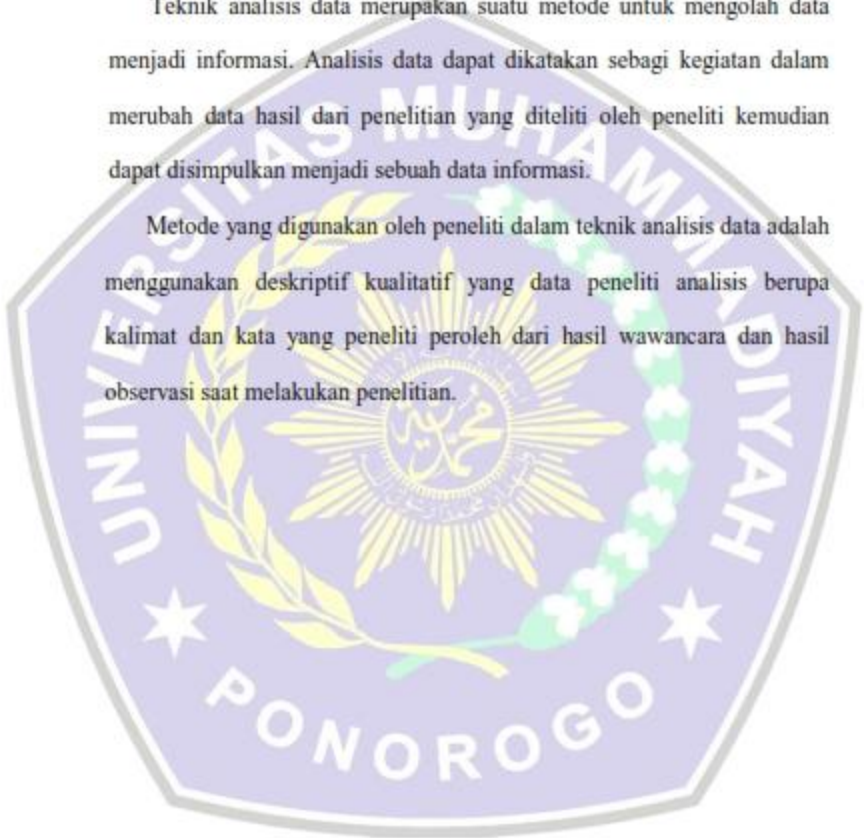 Teknik analisis data merupakan suatu metode untuk mengolah data
menjadi informasi. Analisis data dapat dikatakan sebagi kegiatan dalam
merubah data hasil dari penelitian yang diteliti oleh peneliti kemudian
dapat disimpulkan menjadi sebuah data informasi.
Metode yang digunakan oleh peneliti dalam teknik analisis data adalah
menggunakan deskriptif kualitatif yang data peneliti analisis berupa
kalimat dan kata yang peneliti peroleh dari hasil wawancara dan hasil
observasi saat melakukan penelitian.
UNIVERSITAS MUHAMMADIYAH
PONOROGO